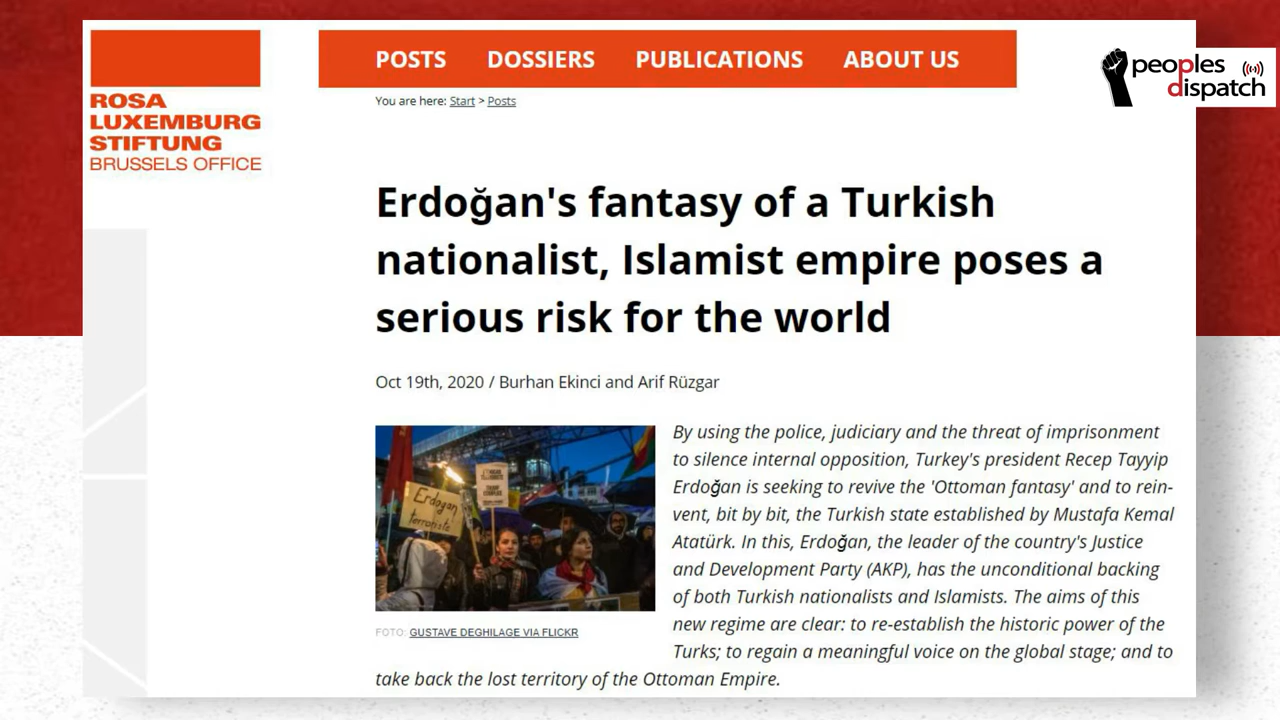 POSTS DOSSIERS PUBLICATIONS ABOUT US
peoples
dispatch
ROSA
LUXEMBURG
STIFTUNG
BRUSSELS OFFICE
You are here: Start > Posts
Erdoğan's fantasy of a Turkish
nationalist, Islamist empire poses a
serious risk for the world
Oct 19th, 2020 / Burhan Ekinci and Arif Rüzgar
Erdogan
terroriste
FOTO: GUSTAVE DEGHILAGE VIA FLICKR
By using the police, judiciary and the threat of imprisonment
to silence internal opposition, Turkey's president Recep Tayyip
Erdoğan is seeking to revive the 'Ottoman fantasy' and to rein-
vent, bit by bit, the Turkish state established by Mustafa Kemal
Atatürk. In this, Erdoğan, the leader of the country's Justice
and Development Party (AKP), has the unconditional backing
of both Turkish nationalists and Islamists. The aims of this
new regime are clear: to re-establish the historic power of the
Turks; to regain a meaningful voice on the global stage; and to
take back the lost territory of the Ottoman Empire.